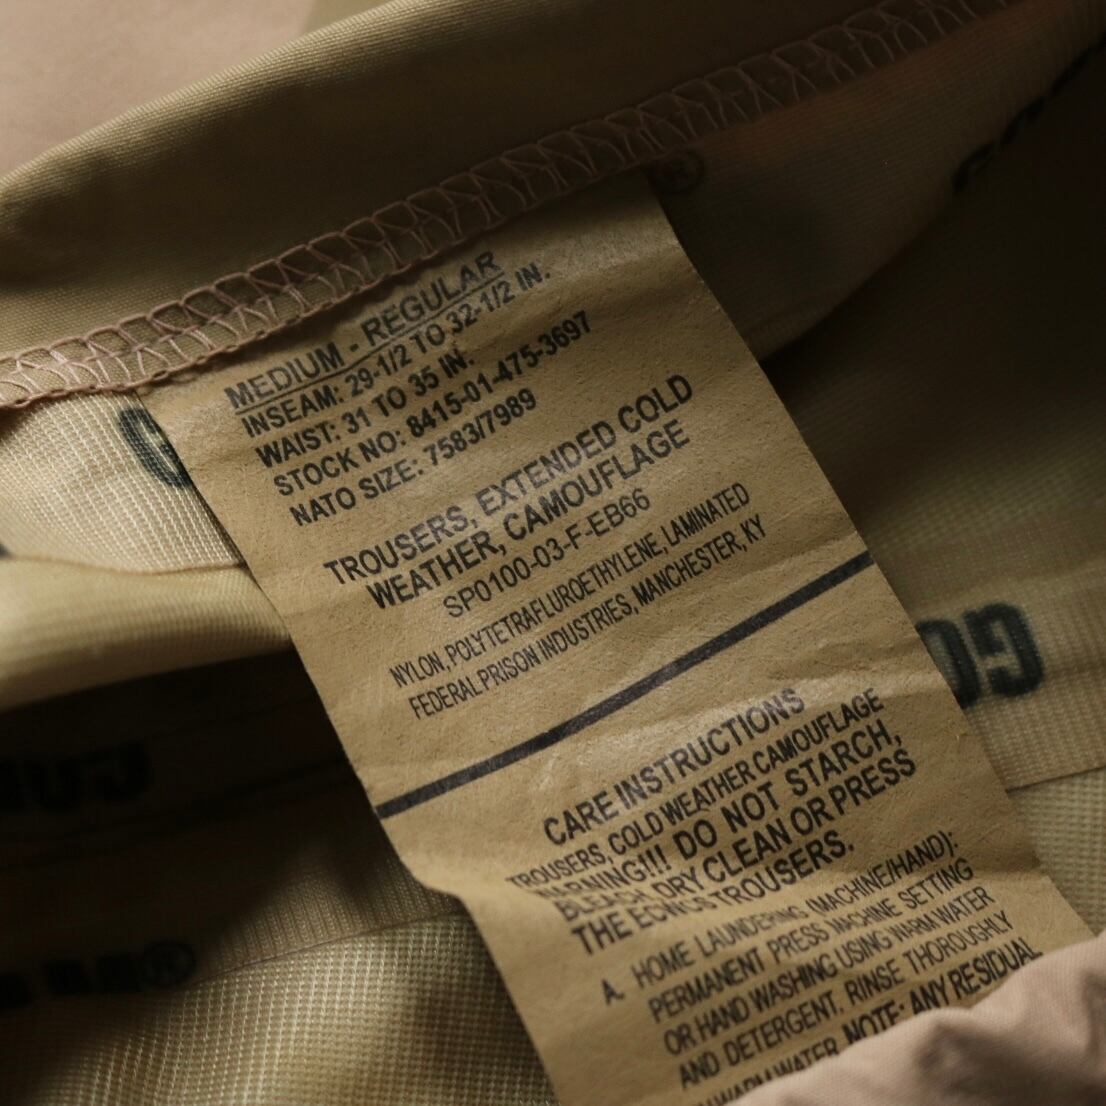 MEDIUM - REGULAR
INSEAM: 29-1/2 TO 32-1/2 IN.
WAIST: 31 TO 35 IN.
STOCK NO: 8415-01-475-3697
NATO SIZE: 7583/7989
TROUSERS, EXTENDED COLD
WEATHER, CAMOUFLAGE
SP0100-03-F-EB66
NYLON, POLYTETRAFLUROETHYLENE, LAMINATED
FEDERAL PRISON INDUSTRIES, MANCHESTER, KY
CARE INSTRUCTIONS
TROUSERS, COLD WEATHER CAMOUFLAGE
WARNING!!! DO NOT STARCH,
BLEACH, DRY CLEAN OR PRESS
THE ECWCS TROUSERS.
A. HOME LAUNDERING (MACHINE/HAND):
PERMANENT PRESS MACHINE SETTING
OR HAND WASHING USING WARM WATER
AND DETERGENT. RINSE THOROUGHLY
WARM WATER. NOTE: ANY RESIDUAL